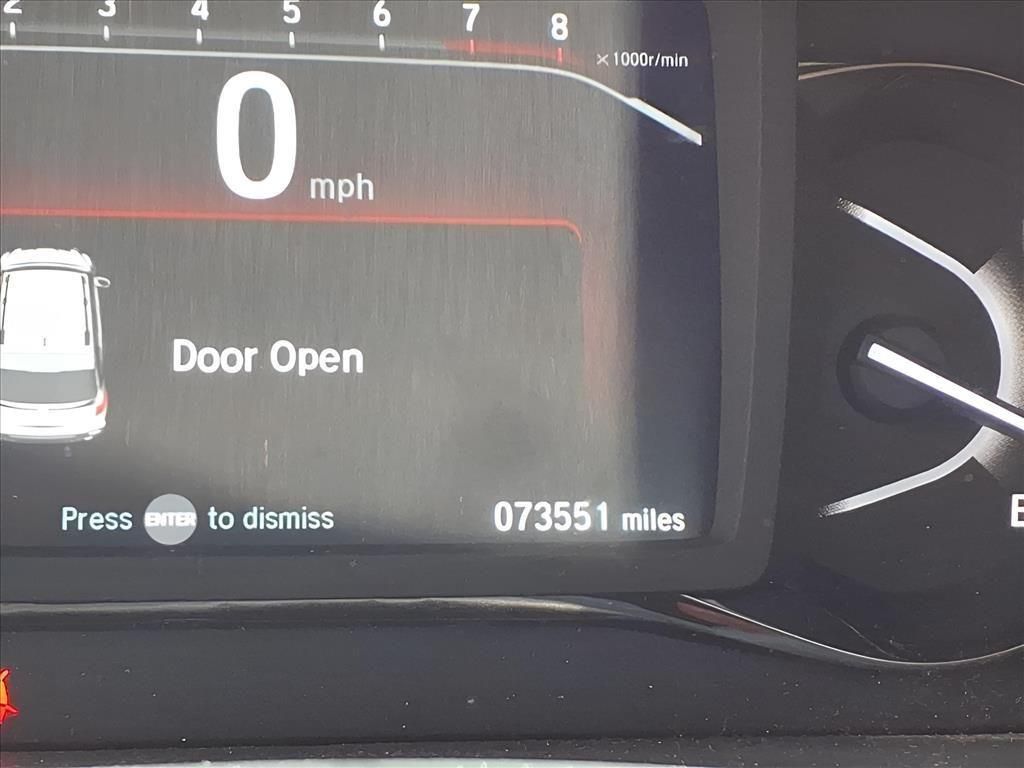 2 3 4 5 6 7 8
×1000r/min
0 mph
Door Open
Press ENTER to dismiss
073551 miles
E